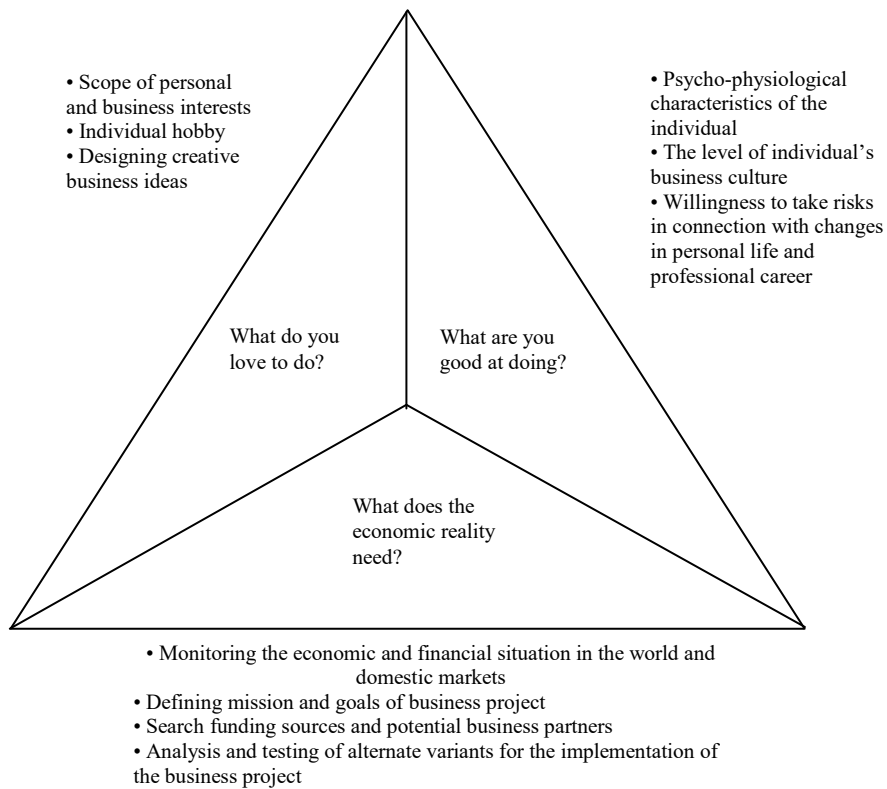 • Scope of personal
and business interests
• Individual hobby
• Designing creative
business ideas
• Psycho-physiological
characteristics of the
individual
• The level of individual’s
business culture
• Willingness to take risks
in connection with changes
in personal life and
professional career
What do you
love to do?
What are you
good at doing?
What does the
economic reality
need?
• Monitoring the economic and financial situation in the world and
domestic markets
• Defining mission and goals of business project
• Search funding sources and potential business partners
• Analysis and testing of alternate variants for the implementation of
the business project